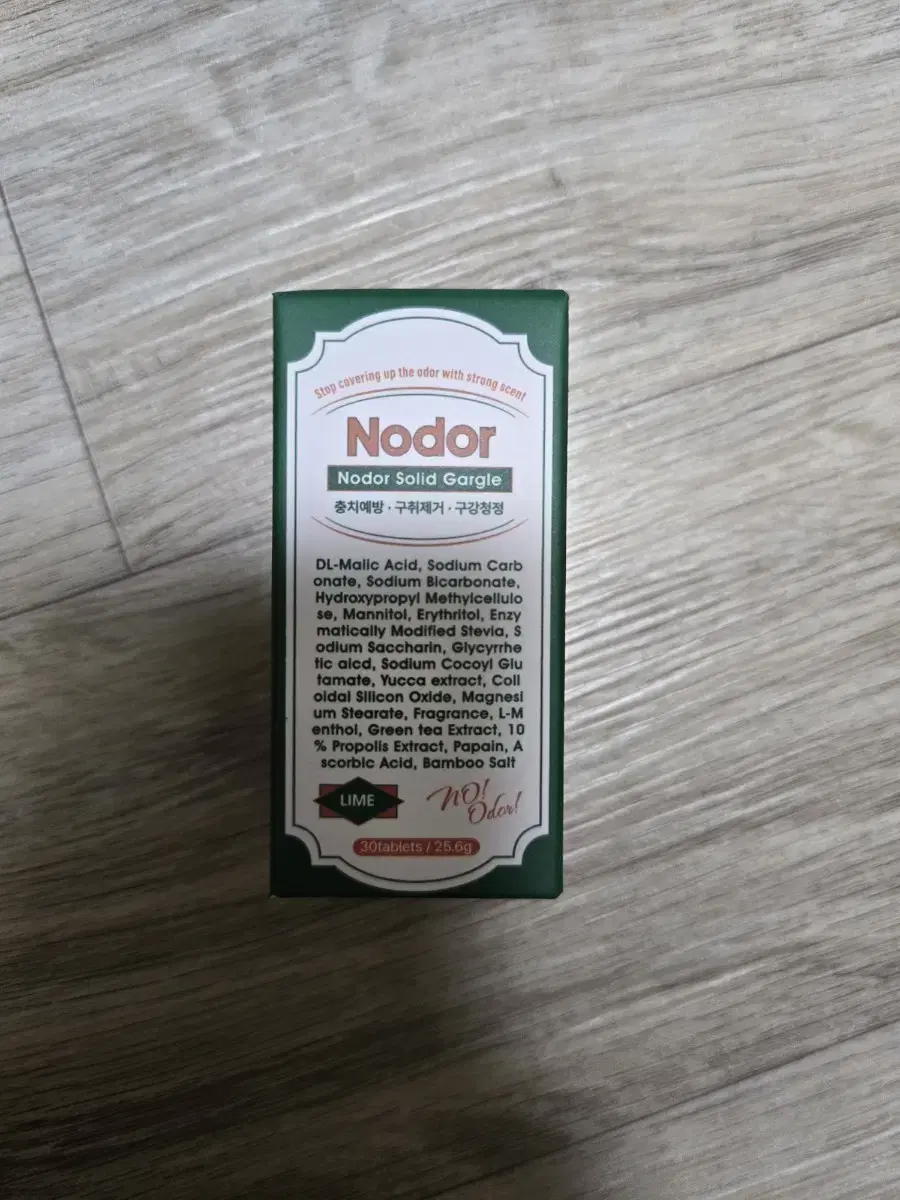 Stop covering up the odor with strong scent
Nodor
Nodor Solid Gargle
충치예방 · 구취제거 · 구강청정
DL-Malic Acid, Sodium Carb
onate, Sodium Bicarbonate,
Hydroxypropyl Methylcellulo
se, Mannitol, Erythritol, Enzy
matically Modified Stevia, S
odium Saccharin, Glycyrrhe
tic aicd, Sodium Cocoyl Glu
tamate, Yucca extract, Coll
oidal Silicon Oxide, Magnesi
um Stearate, Fragrance, L-M
enthol, Green tea Extract, 10
% Propolis Extract, Papain, A
scorbic Acid, Bamboo Salt
LIME
NO!
Odor!
30tablets / 25.6g